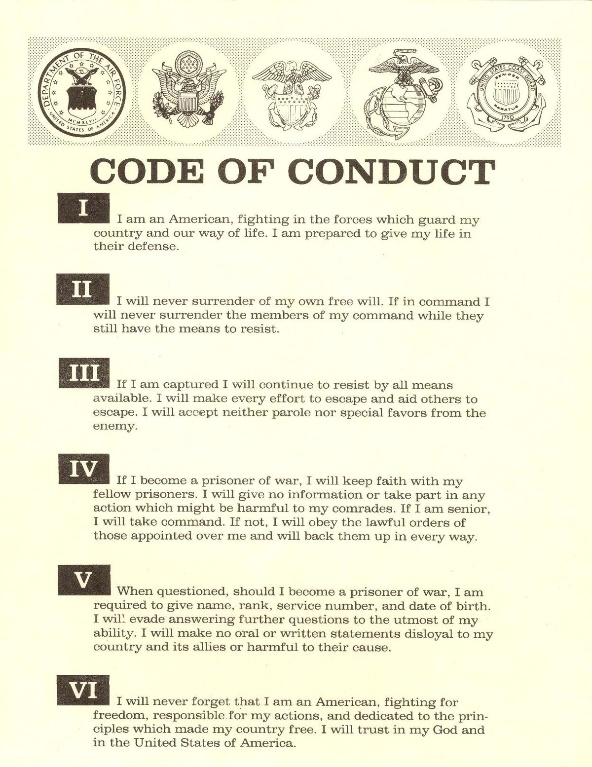 DEPARTMENT OF THE AIR FORCE
MCMXLVII
UNITED STATES OF AMERICA
UNITED STATES COAST GUARD
SEMPER
PARATUS
1790
CODE OF CONDUCT
I
I am an American, fighting in the forces which guard my
country and our way of life. I am prepared to give my life in
their defense.
II
I will never surrender of my own free will. If in command I
will never surrender the members of my command while they
still have the means to resist.
III
If I am captured I will continue to resist by all means
available. I will make every effort to escape and aid others to
escape. I will accept neither parole nor special favors from the
enemy.
IV
If I become a prisoner of war, I will keep faith with my
fellow prisoners. I will give no information or take part in any
action which might be harmful to my comrades. If I am senior,
I will take command. If not, I will obey the lawful orders of
those appointed over me and will back them up in every way.
V
When questioned, should I become a prisoner of war, I am
required to give name, rank, service number, and date of birth.
I will evade answering further questions to the utmost of my
ability. I will make no oral or written statements disloyal to my
country and its allies or harmful to their cause.
VI
I will never forget that I am an American, fighting for
freedom, responsible for my actions, and dedicated to the prin-
ciples which made my country free. I will trust in my God and
in the United States of America.